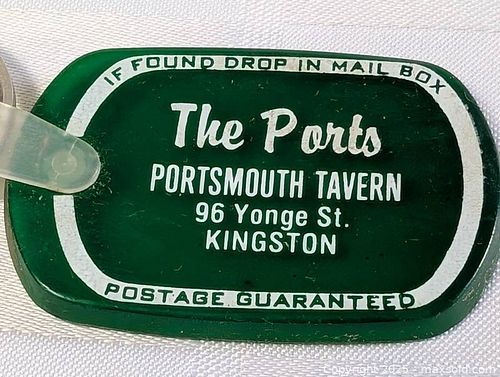 IF FOUND DROP IN MAIL BOX
The Ports
PORTSMOUTH TAVERN
96 Yonge St.
KINGSTON
POSTAGE GUARANTEED
Copyright 2025 - maxsold.com